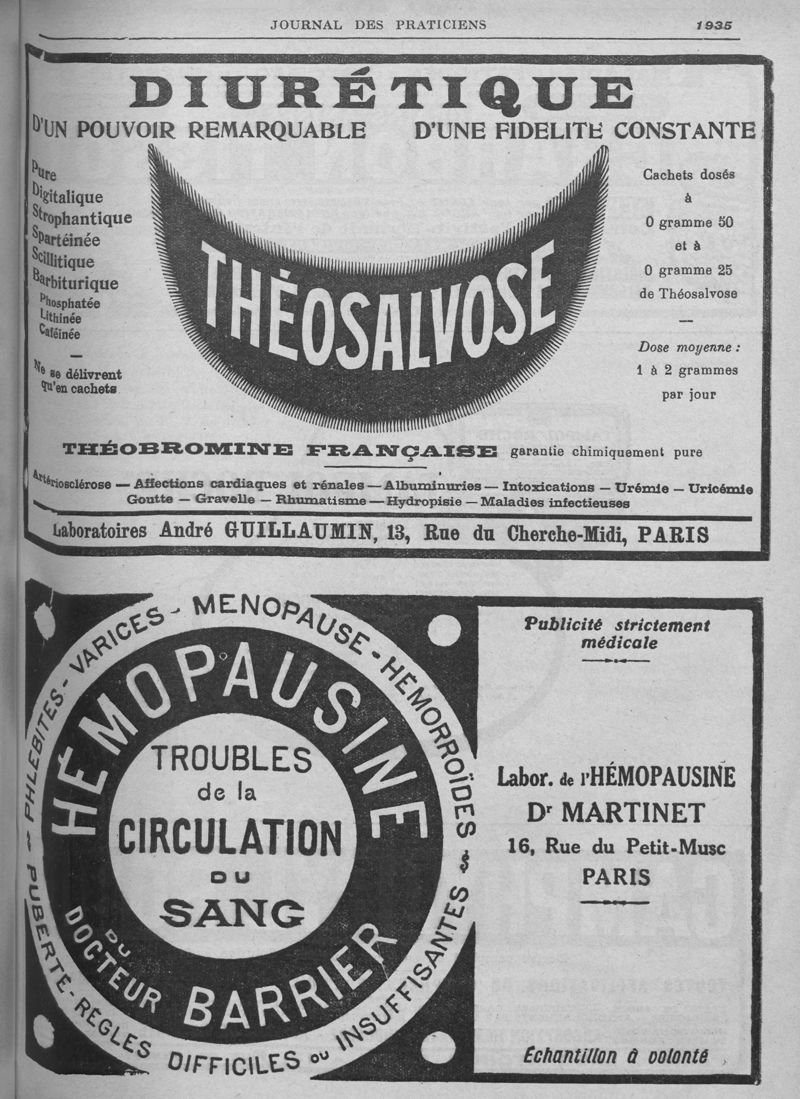 JOURNAL DES PRATICIENS 1935
DIURÉTIQUE
D'UN POUVOIR REMARQUABLE D'UNE FIDELITÉ CONSTANTE
Pure
Digitalique
Strophantique
Spartéinée
Scillitique
Barbiturique
Phosphatée
Lithinée
Caféinée
Ne se délivrent
qu'en cachets
THÉOSALVOSE
Cachets dosés
à
0 gramme 50
et à
0 gramme 25
de Théosalvose
Dose moyenne :
1 à 2 grammes
par jour
THÉOBROMINE FRANÇAISE garantie chimiquement pure
Artériosclérose — Affections cardiaques et rénales — Albuminuries — Intoxications — Urémie — Uricémie
Goutte — Gravelle — Rhumatisme — Hydropisie — Maladies infectieuses
Laboratoires André GUILLAUMIN, 13, Rue du Cherche-Midi, PARIS
PHLEBITES - VARICES - MENOPAUSE - HÉMORROÏDES
HÉMOPAUSINE
TROUBLES
de la
CIRCULATION
DU
SANG
DU
DOCTEUR BARRIER
PUBERTÉ - RÈGLES DIFFICILES ou INSUFFISANTES
Publicité strictement
médicale
Labor. de l'HÉMOPAUSINE
Dr MARTINET
16, Rue du Petit-Musc
PARIS
Échantillon à volonté